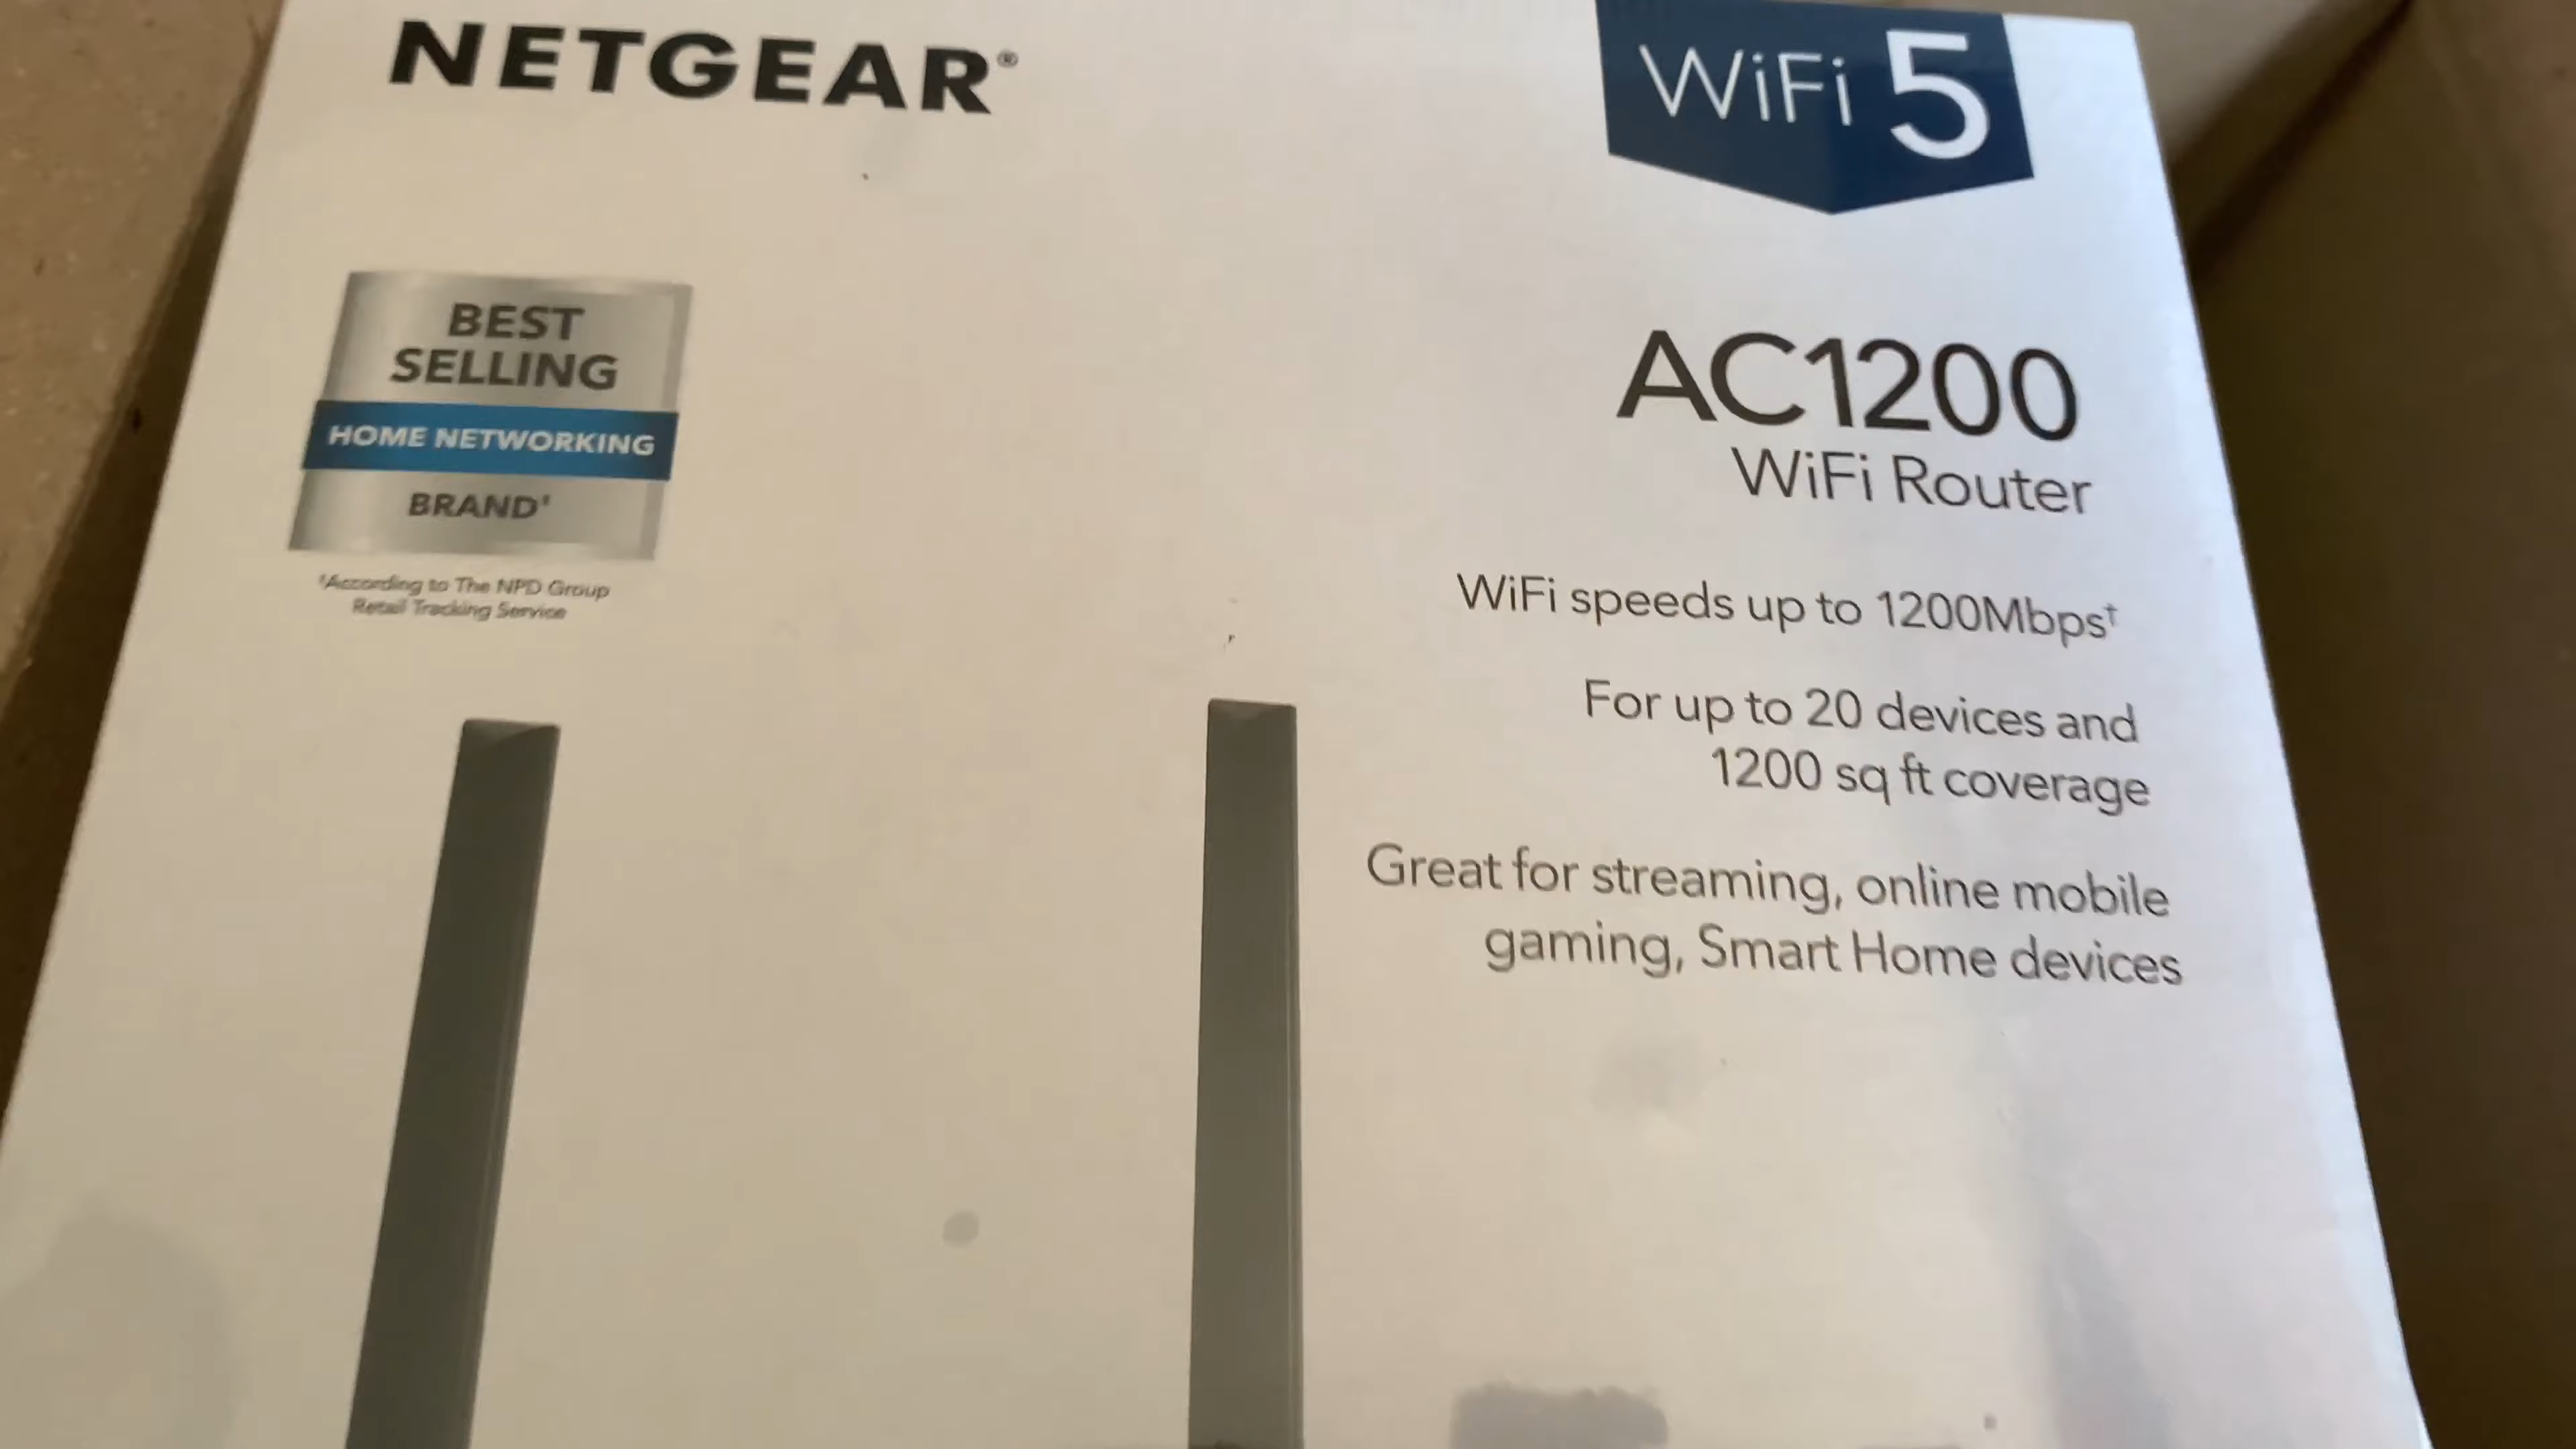 NETGEAR®
WiFi 5
BEST
SELLING
HOME NETWORKING
BRAND‡
‡According to The NPD Group
Retail Tracking Service
AC1200
WiFi Router
WiFi speeds up to 1200Mbps†
For up to 20 devices and
1200 sq ft coverage
Great for streaming, online mobile
gaming, Smart Home devices